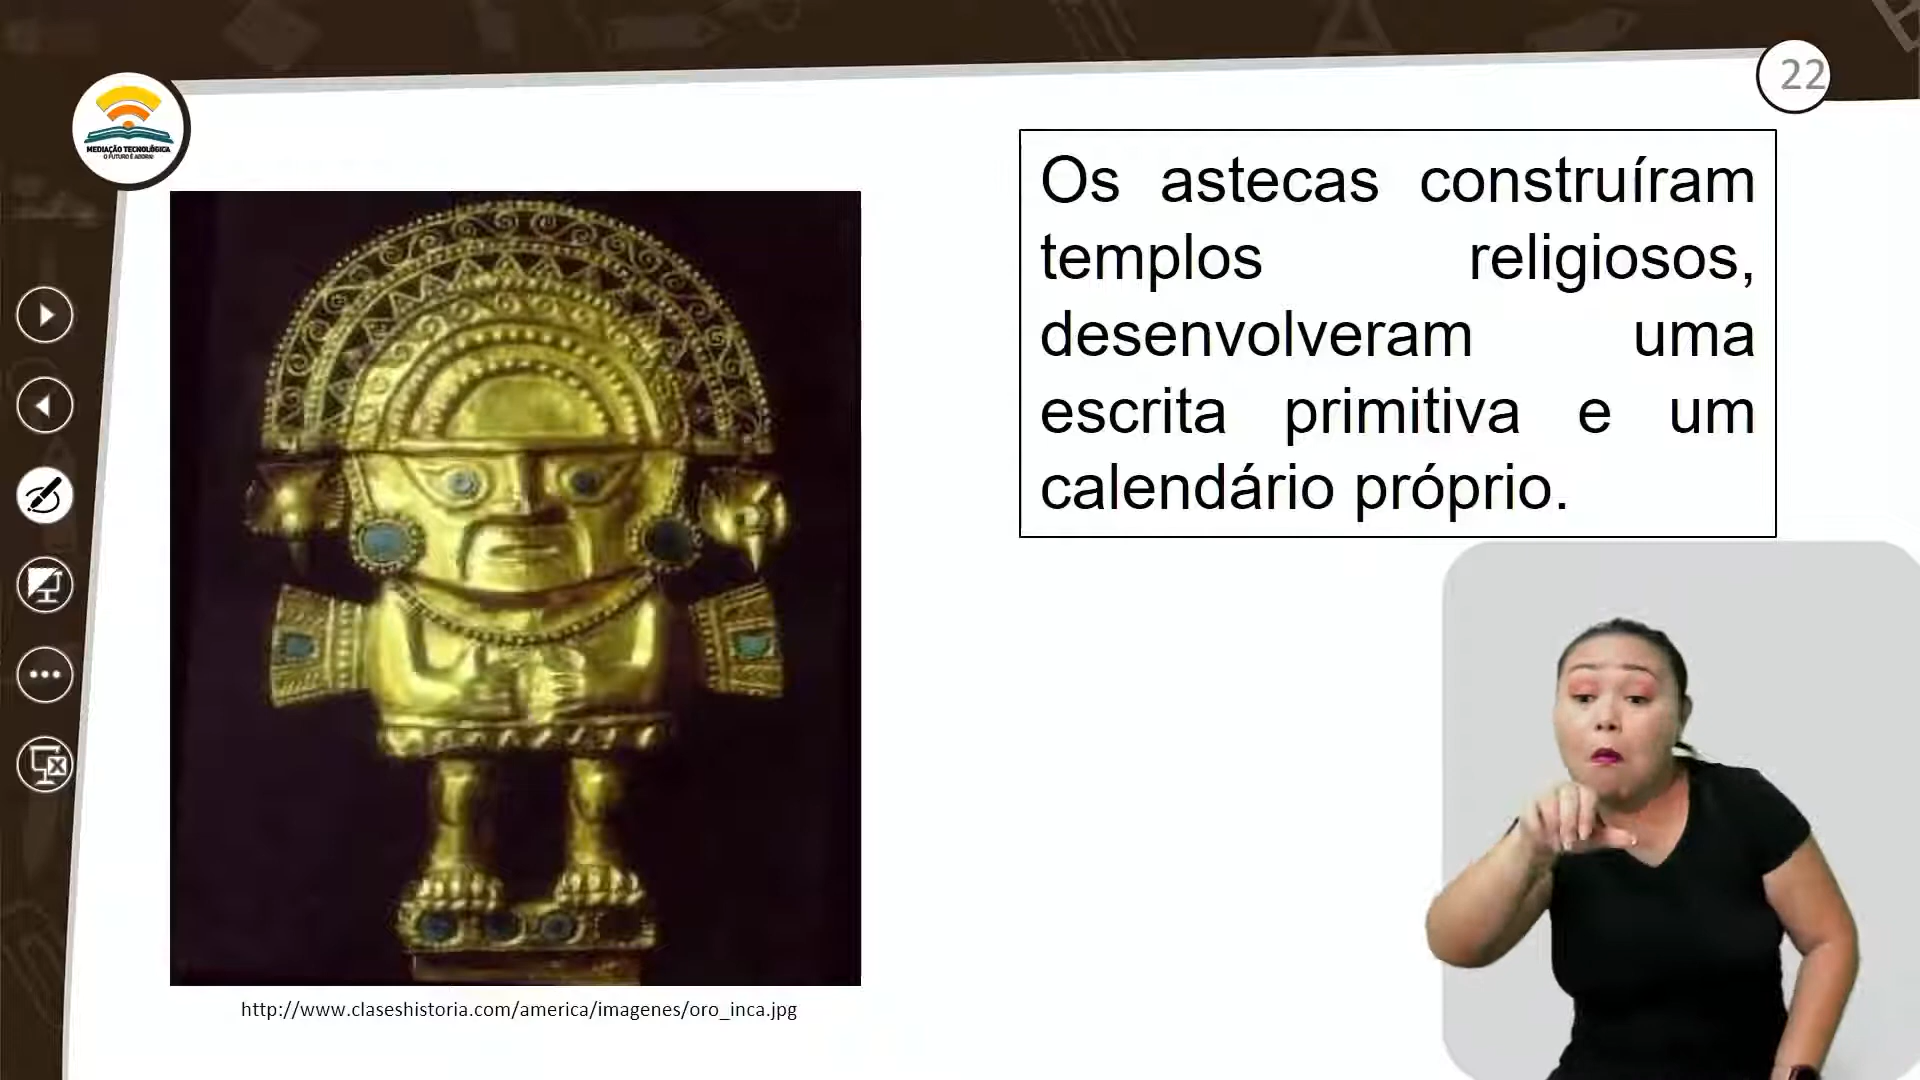 22
MEDIAÇÃO TECNOLÓGICA
O FUTURO É AGORA!
Os astecas construíram
templos religiosos,
desenvolveram uma
escrita primitiva e um
calendário próprio.
http://www.claseshistoria.com/america/imagenes/oro_inca.jpg